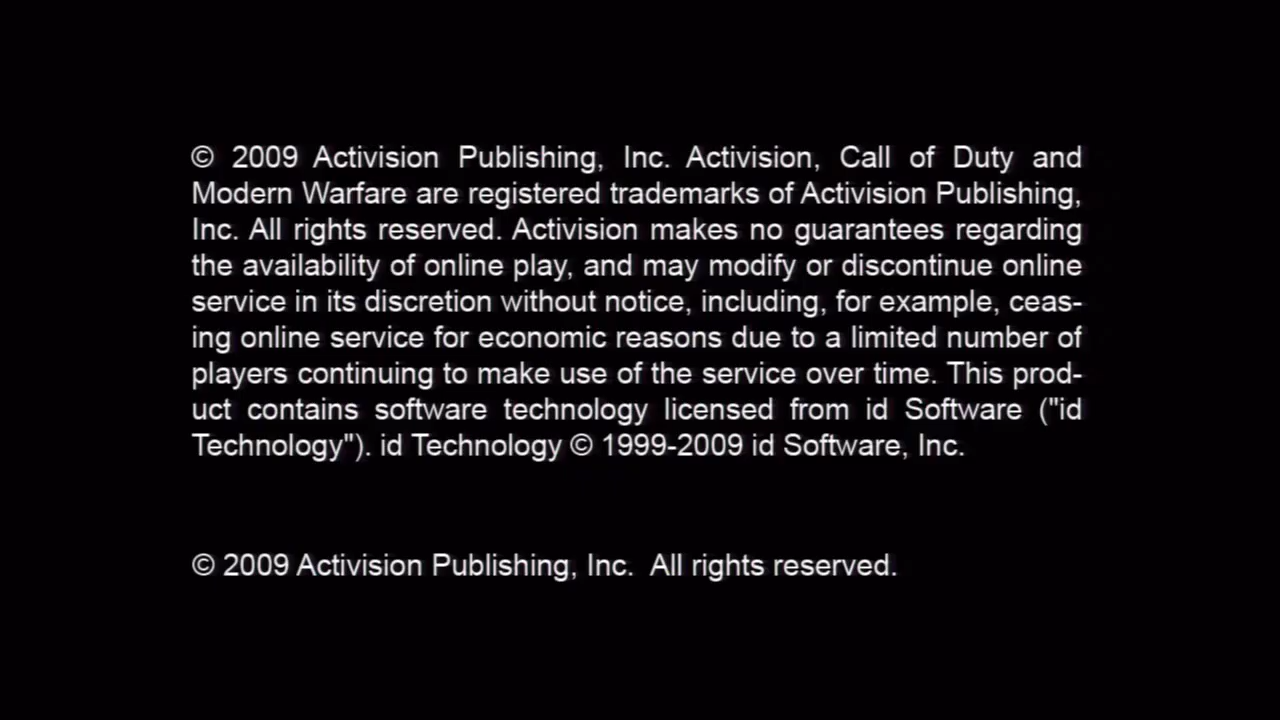 © 2009 Activision Publishing, Inc. Activision, Call of Duty and
Modern Warfare are registered trademarks of Activision Publishing,
Inc. All rights reserved. Activision makes no guarantees regarding
the availability of online play, and may modify or discontinue online
service in its discretion without notice, including, for example, ceas-
ing online service for economic reasons due to a limited number of
players continuing to make use of the service over time. This prod-
uct contains software technology licensed from id Software ("id
Technology"). id Technology © 1999-2009 id Software, Inc.
© 2009 Activision Publishing, Inc.  All rights reserved.